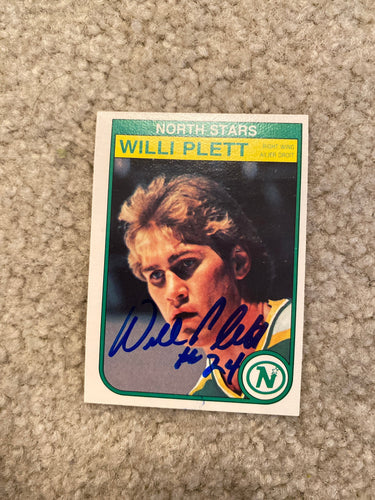 NORTH STARS
WILLI PLETT
RIGHT WING
AILIER DROIT
Willi Plett
#24
N